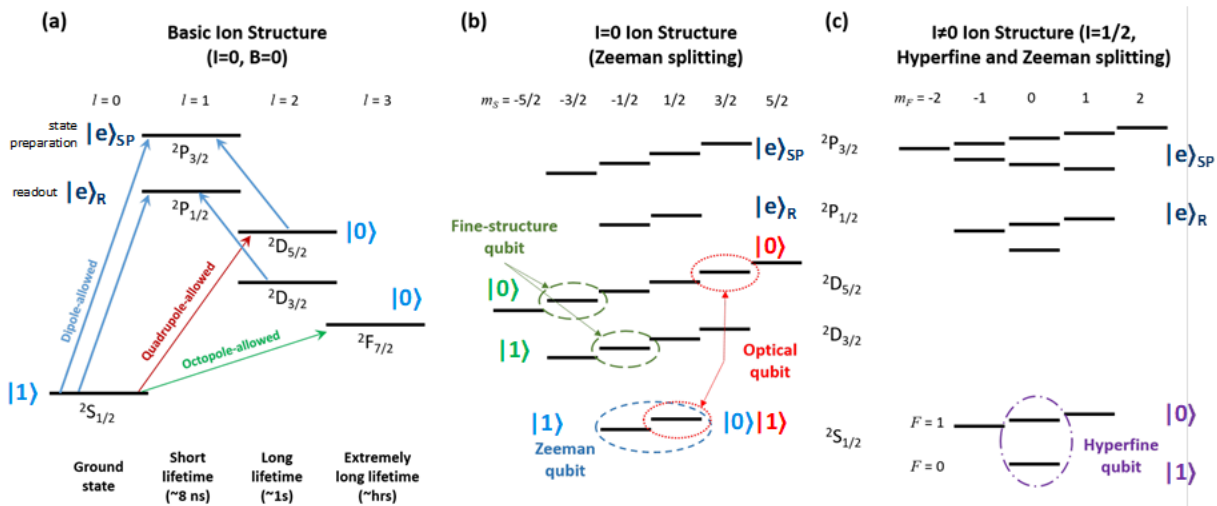 (a)
Basic Ion Structure
(I=0, B=0)
l = 0
l = 1
l = 2
l = 3
state
preparation
|e⟩SP
2P3/2
readout
|e⟩R
2P1/2
|0⟩
2D5/2
2D3/2
|0⟩
2F7/2
Dipole-allowed
Quadrupole-allowed
Octopole-allowed
|1⟩
2S1/2
Ground
state
Short
lifetime
(~8 ns)
Long
lifetime
(~1s)
Extremely
long lifetime
(~hrs)
(b)
I=0 Ion Structure
(Zeeman splitting)
mS = -5/2
-3/2
-1/2
1/2
3/2
5/2
|e⟩SP
|e⟩R
Fine-structure
qubit
|0⟩
|0⟩
|1⟩
Optical
qubit
|1⟩
|0⟩|1⟩
Zeeman
qubit
2P3/2
2P1/2
2D5/2
2D3/2
2S1/2
(c)
I≠0 Ion Structure (I=1/2,
Hyperfine and Zeeman splitting)
mF = -2
-1
0
1
2
|e⟩SP
|e⟩R
F = 1
|0⟩
Hyperfine
qubit
F = 0
|1⟩